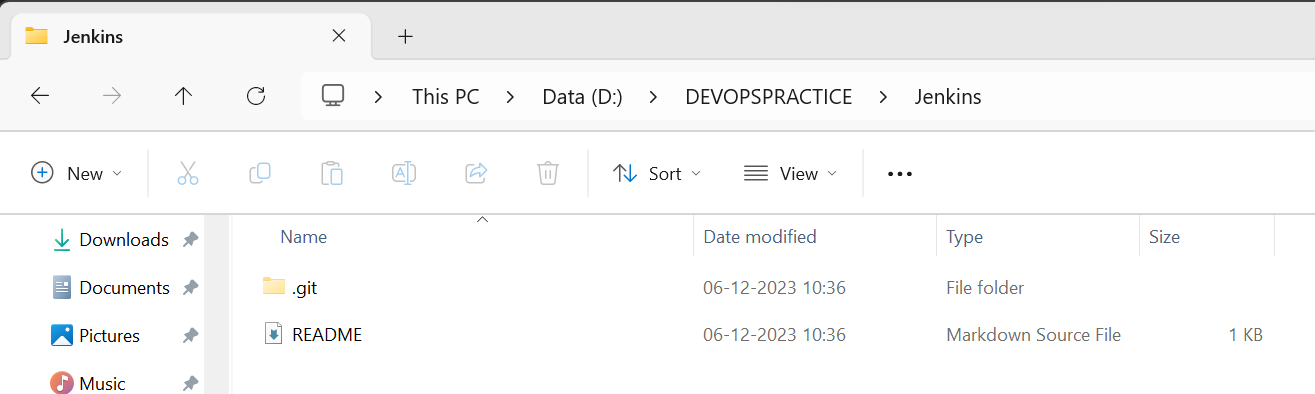 Jenkins
This PC > Data (D:) > DEVOPSPRACTICE > Jenkins
New Sort View
Downloads
Documents
Pictures
Music
Name Date modified Type Size
.git 06-12-2023 10:36 File folder
README 06-12-2023 10:36 Markdown Source File 1 KB